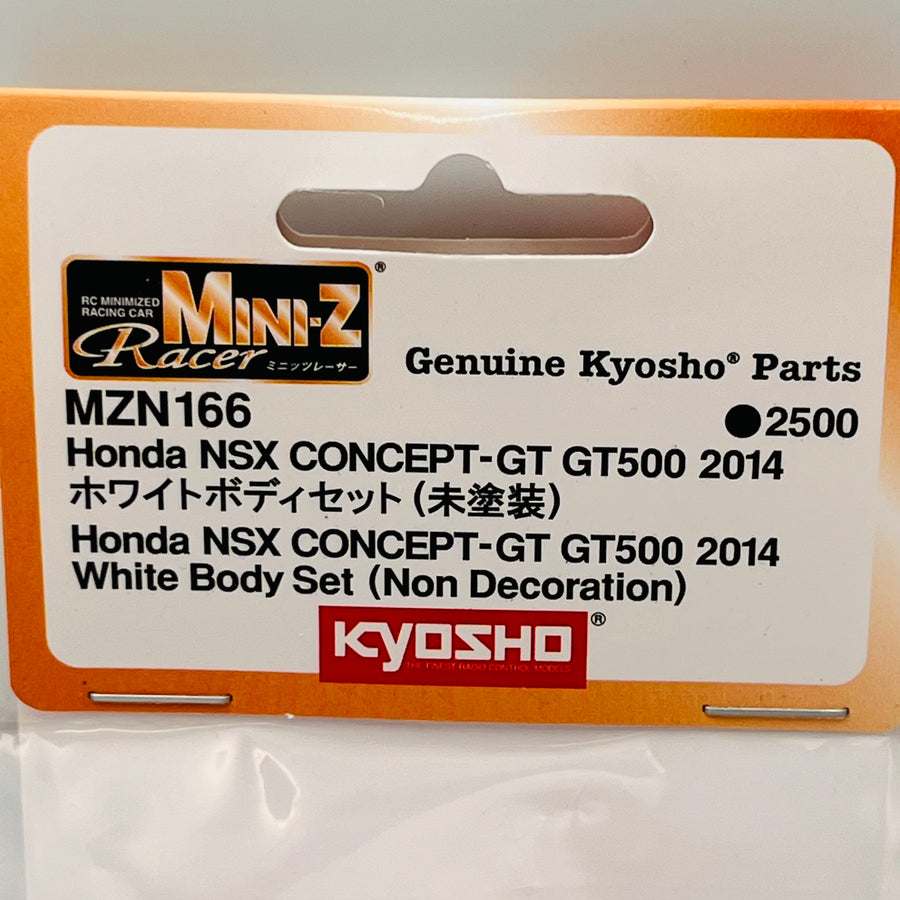 RC MINIMIZED
RACING CAR
MINI-Z®
Racer ミニッツレーサー
Genuine Kyosho® Parts
MZN166
●2500
Honda NSX CONCEPT-GT GT500 2014
ホワイトボディセット(未塗装)
Honda NSX CONCEPT-GT GT500 2014
White Body Set (Non Decoration)
KYOSHO®
THE FINEST RADIO CONTROL MODELS